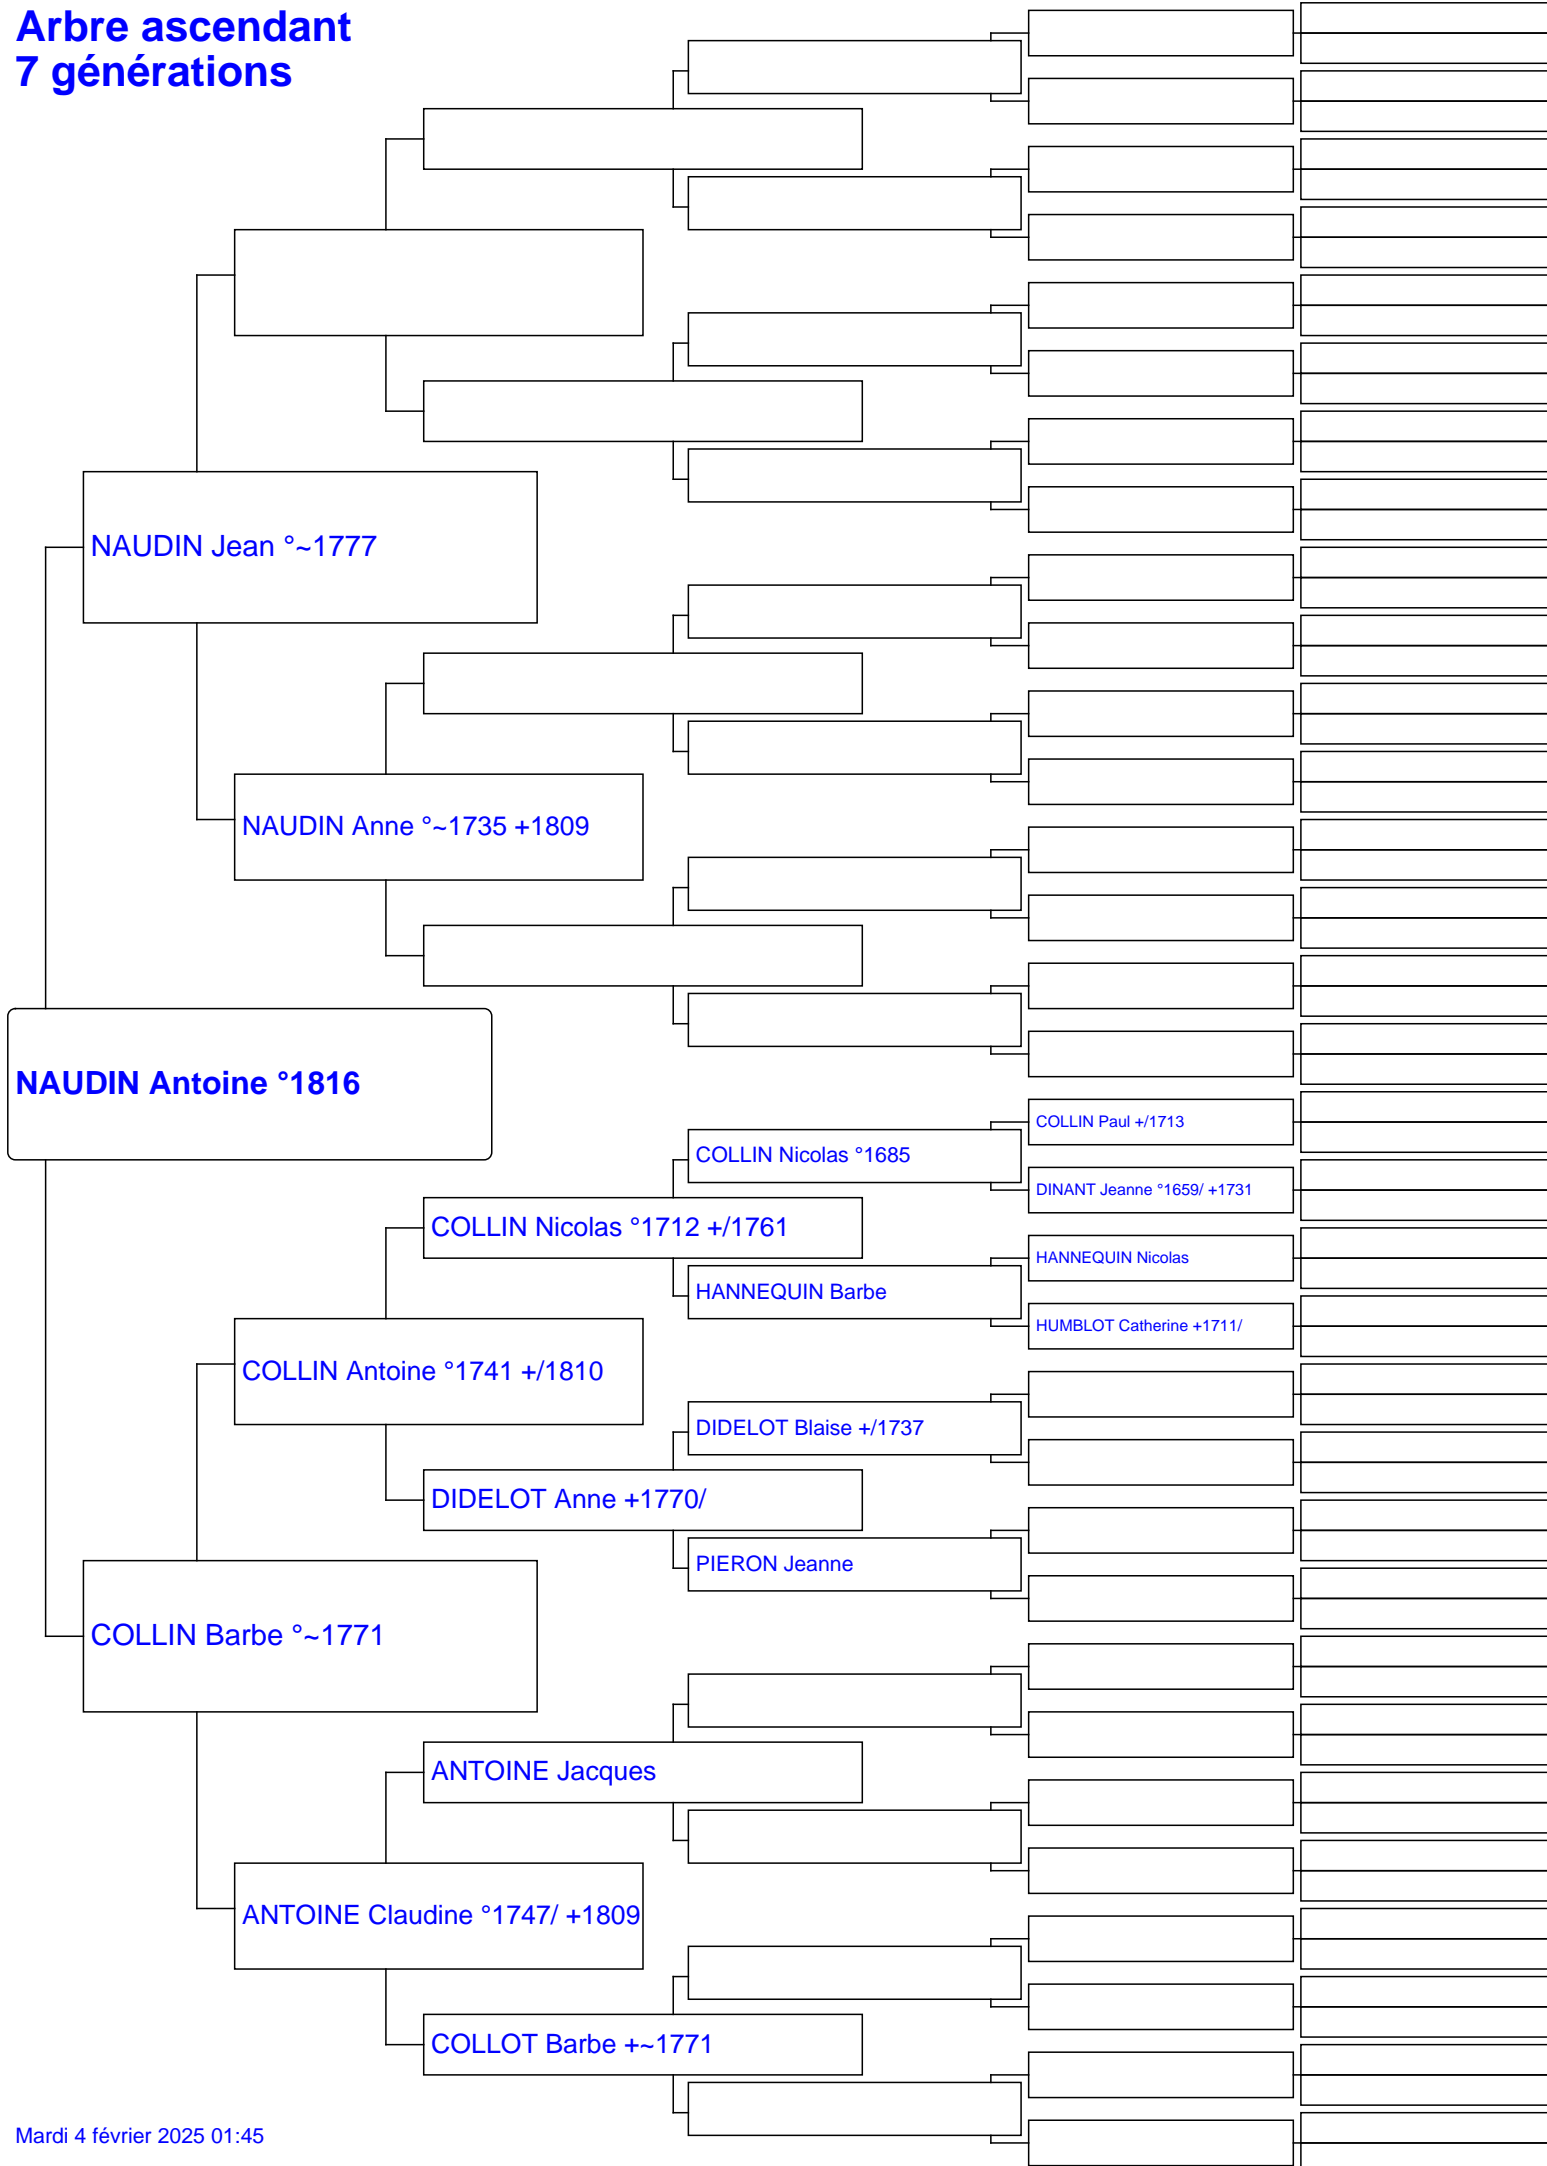 Arbre ascendant
7 générations
NAUDIN Jean °~1777
NAUDIN Anne °~1735 +1809
NAUDIN Antoine °1816
COLLIN Paul +/1713
COLLIN Nicolas °1685
DINANT Jeanne °1659/ +1731
COLLIN Nicolas °1712 +/1761
HANNEQUIN Nicolas
HANNEQUIN Barbe
HUMBLOT Catherine +1711/
COLLIN Antoine °1741 +/1810
DIDELOT Blaise +/1737
DIDELOT Anne +1770/
PIERON Jeanne
COLLIN Barbe °~1771
ANTOINE Jacques
ANTOINE Claudine °1747/ +1809
COLLOT Barbe +~1771
Mardi 4 février 2025 01:45